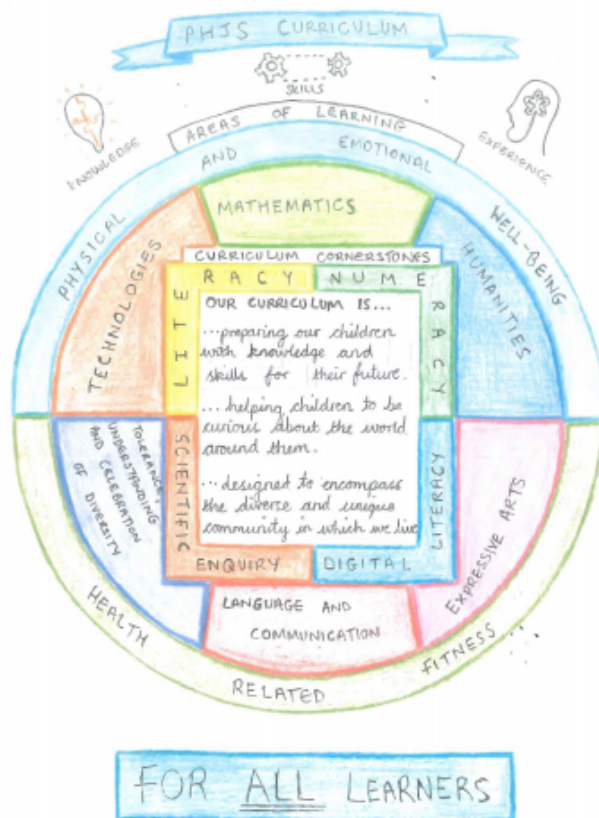 PHJS CURRICULUM
SKILLS
KNOWLEDGE
AREAS OF LEARNING
EXPERIENCE
PHYSICAL AND EMOTIONAL WELL-BEING
MATHEMATICS
TECHNOLOGIES
HUMANITIES
CURRICULUM CORNERSTONES
LITERACY
NUMERACY
OUR CURRICULUM IS...
...preparing our children
with knowledge and
skills for their future.
...helping children to be
curious about the world
around them.
...designed to encompass
the diverse and unique
community in which we live
SCIENTIFIC ENQUIRY
DIGITAL LITERACY
TOLERANCE,
UNDERSTANDING
AND CELEBRATION
OF DIVERSITY
EXPRESSIVE ARTS
LANGUAGE AND
COMMUNICATION
HEALTH RELATED FITNESS
FOR ALL LEARNERS